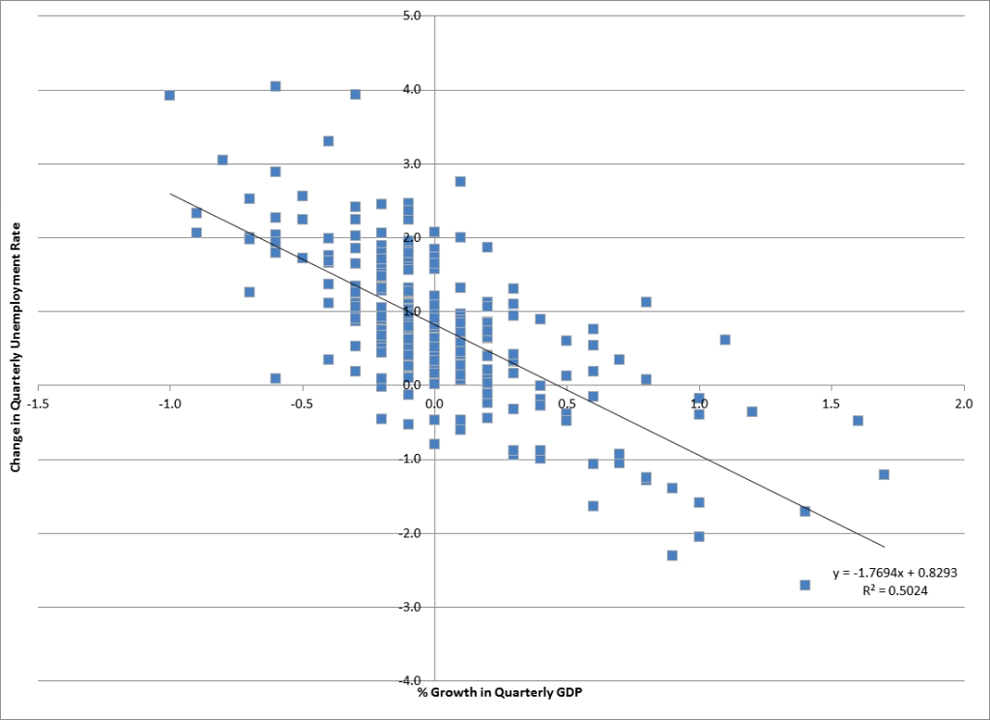 5.0
4.0
3.0
2.0
1.0
0.0
-1.5 -1.0 -0.5 0.0 0.5 1.0 1.5 2.0
-1.0
-2.0
-3.0
-4.0
Change in Quarterly Unemployment Rate
y = -1.7694x + 0.8293
R² = 0.5024
% Growth in Quarterly GDP